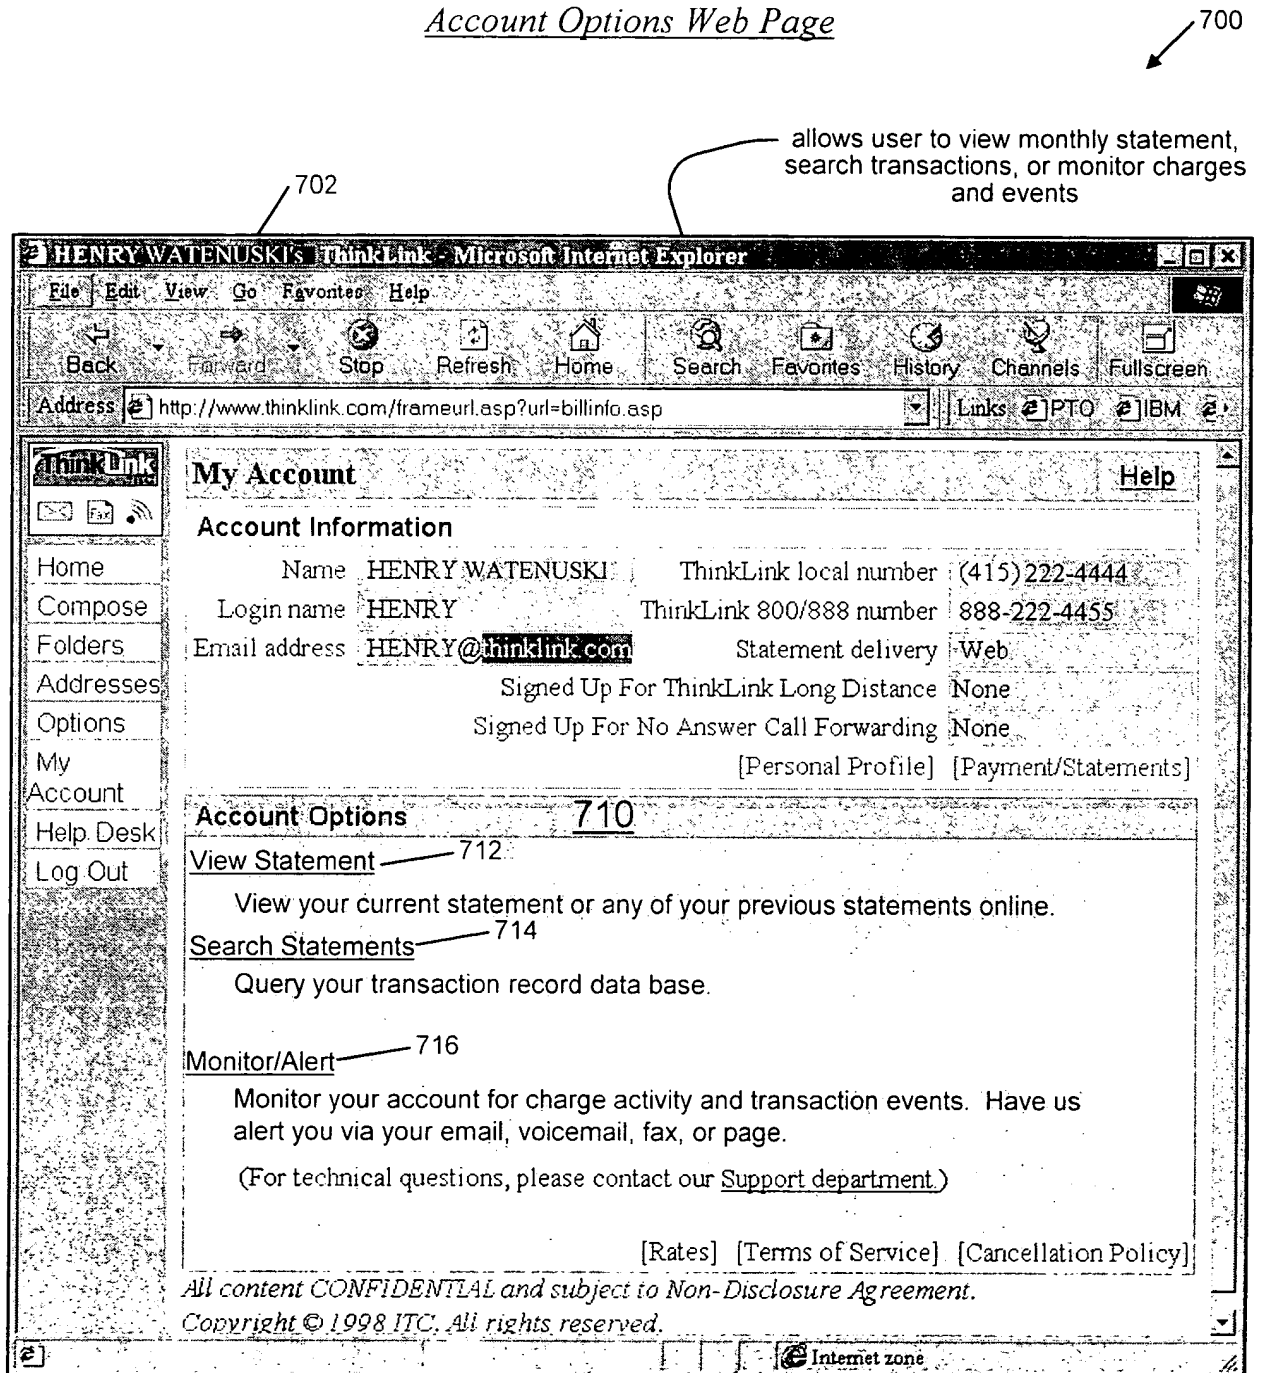 Account Options Web Page
700
allows user to view monthly statement,
search transactions, or monitor charges
and events
702
HENRY WATENUSKI's ThinkLink - Microsoft Internet Explorer
File Edit View Go Favorites Help
Back Forward Stop Refresh Home Search Favorites History Channels Fullscreen
Address http://www.thinklink.com/frameurl.asp?url=billinfo.asp Links PTO IBM
ThinkLink
Fax
My Account Help
Account Information
Home
Compose
Folders
Addresses
Options
My
Account
Help Desk
Log Out
Name HENRY WATENUSKI ThinkLink local number (415)222-4444
Login name HENRY ThinkLink 800/888 number 888-222-4455
Email address HENRY@thinklink.com Statement delivery Web
Signed Up For ThinkLink Long Distance None
Signed Up For No Answer Call Forwarding None
[Personal Profile] [Payment/Statements]
Account Options 710
View Statement 712
View your current statement or any of your previous statements online.
Search Statements 714
Query your transaction record data base.
Monitor/Alert 716
Monitor your account for charge activity and transaction events. Have us
alert you via your email, voicemail, fax, or page.
(For technical questions, please contact our Support department.)
[Rates] [Terms of Service] [Cancellation Policy]
All content CONFIDENTIAL and subject to Non-Disclosure Agreement.
Copyright © 1998 ITC. All rights reserved.
Internet zone